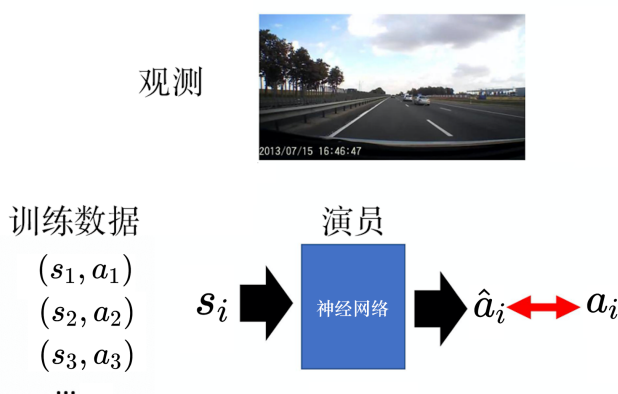 观测
2013/07/15 16:46:47
训练数据
演员
(s₁, a₁)
(s₂, a₂)
(s₃, a₃)
...
sᵢ
神经网络
âᵢ
aᵢ